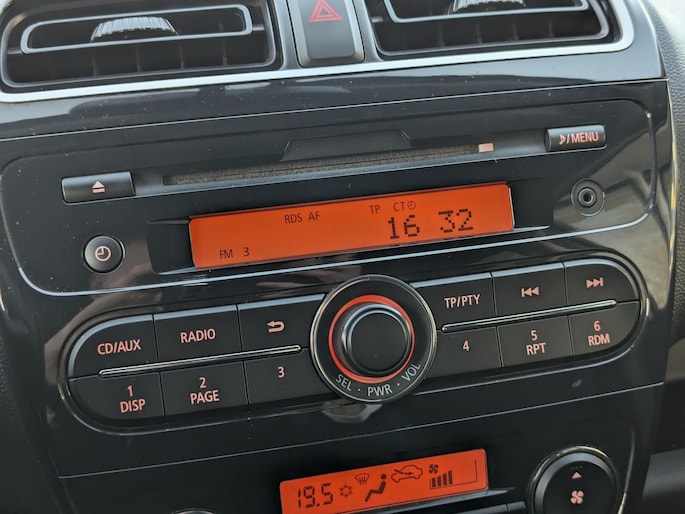 ♪/MENU
RDS AF TP CT
16 32
FM 3
CD/AUX RADIO TP/PTY
1 2 3 4 5 6
DISP PAGE RPT RDM
SEL · PWR · VOL
19.5